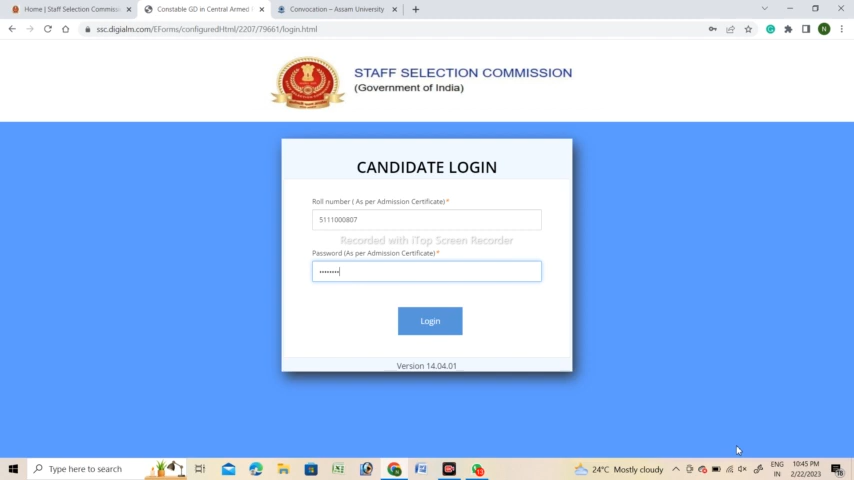 Home | Staff Selection Commissi
Constable GD in Central Armed
Convocation – Assam University
ssc.digialm.com/EForms/configuredHtml/2207/79661/login.html
N
STAFF SELECTION COMMISSION
(Government of India)
CANDIDATE LOGIN
Roll number ( As per Admission Certificate)*
5111000807
Recorded with iTop Screen Recorder
Password (As per Admission Certificate)*
••••••••
Login
Version 14.04.01
Type here to search
24°C Mostly cloudy
ENG
IN
10:45 PM
2/22/2023